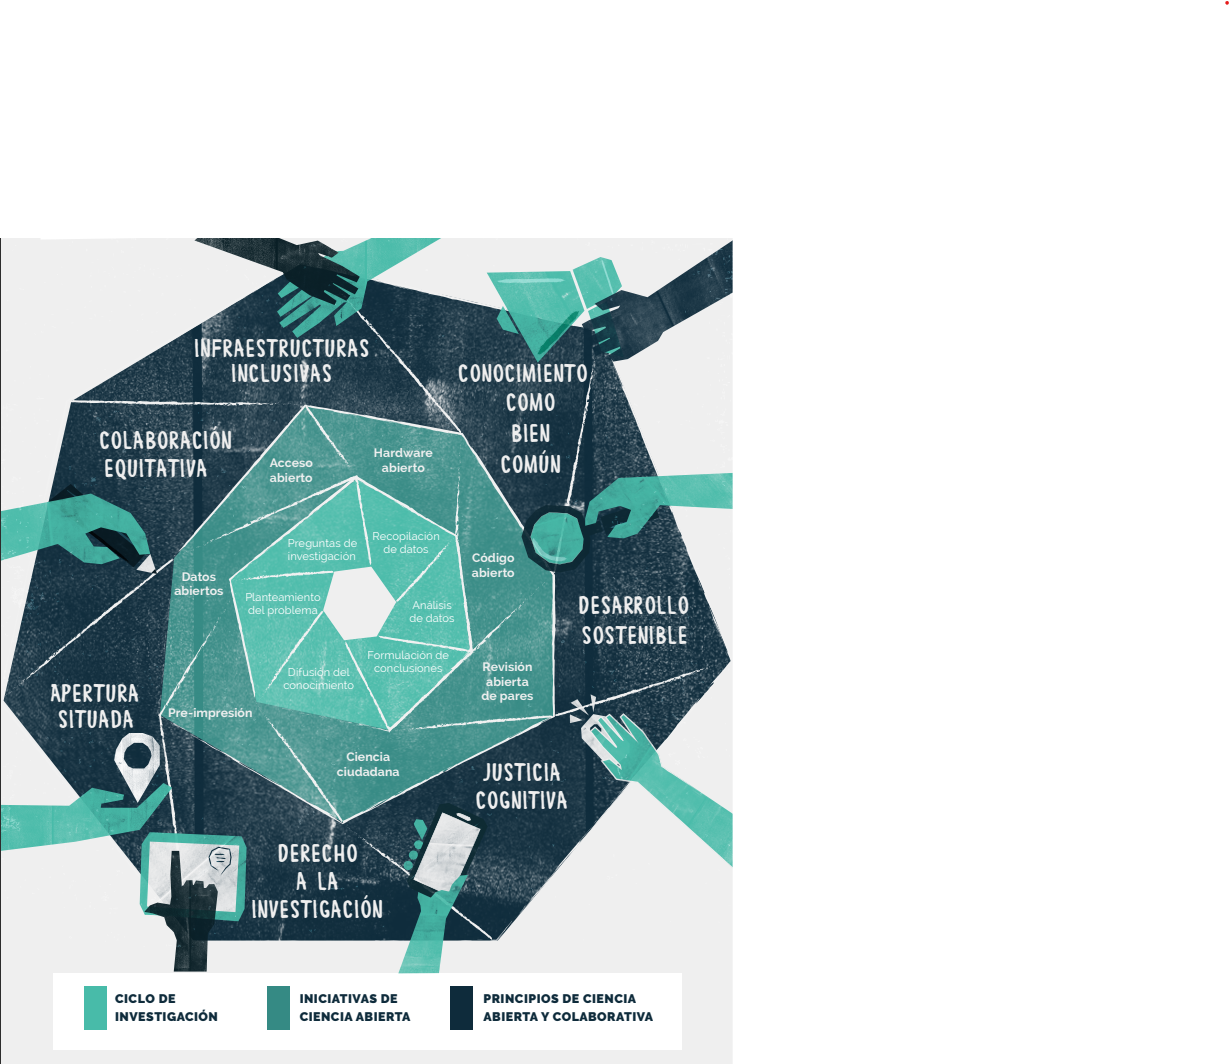 INFRAESTRUCTURAS
INCLUSIVAS
CONOCIMIENTO
COMO
BIEN
COMÚN
COLABORACIÓN
EQUITATIVA
Acceso
abierto
Hardware
abierto
Preguntas de
investigación
Recopilación
de datos
Código
abierto
Datos
abiertos
Planteamiento
del problema
Análisis
de datos
DESARROLLO
SOSTENIBLE
Formulación de
conclusiones
Difusión del
conocimiento
Revisión
abierta
de pares
APERTURA
SITUADA
Pre-impresión
Ciencia
ciudadana
JUSTICIA
COGNITIVA
DERECHO
A LA
INVESTIGACIÓN
CICLO DE
INVESTIGACIÓN
INICIATIVAS DE
CIENCIA ABIERTA
PRINCIPIOS DE CIENCIA
ABIERTA Y COLABORATIVA